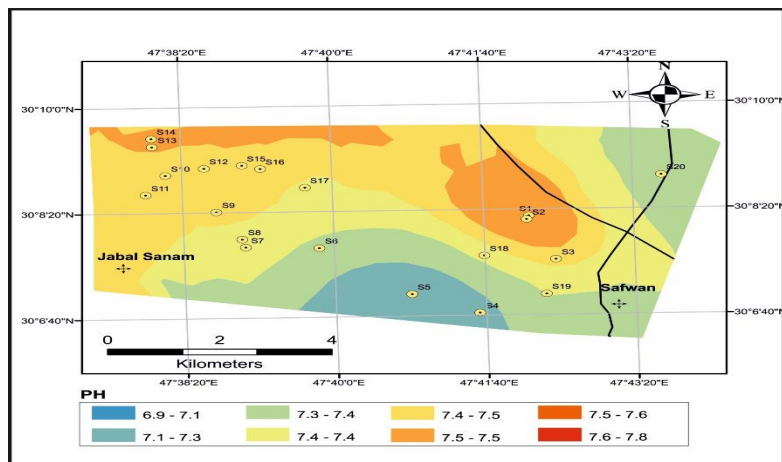 47°38'20"E 47°40'0"E 47°41'40"E 47°43'20"E
N
W E
S
30°10'0"N 30°10'0"N
S14
S13
S15
S12 S16
S10
S20
S17
S11
S9
S1
S2
30°8'20"N 30°8'20"N
S8
S7 S6
S18 S3
Jabal Sanam
S5 S19 Safwan
S4
30°6'40"N 30°6'40"N
0 2 4
Kilometers
47°38'20"E 47°40'0"E 47°41'40"E 47°43'20"E
PH
6.9 - 7.1 7.3 - 7.4 7.4 - 7.5 7.5 - 7.6
7.1 - 7.3 7.4 - 7.4 7.5 - 7.5 7.6 - 7.8